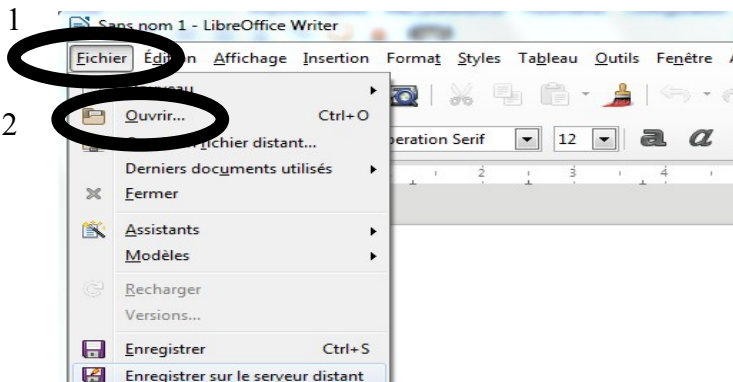 1
Sans nom 1 - LibreOffice Writer
Fichier Édition Affichage Insertion Format Styles Tableau Outils Fenêtre
2
Ouvrir... Ctrl+O
fichier distant...
Serif 12
Derniers documents utilisés
2 3 4
Fermer
Assistants
Modèles
Recharger
Versions...
Enregistrer Ctrl+S
Enregistrer sur le serveur distant